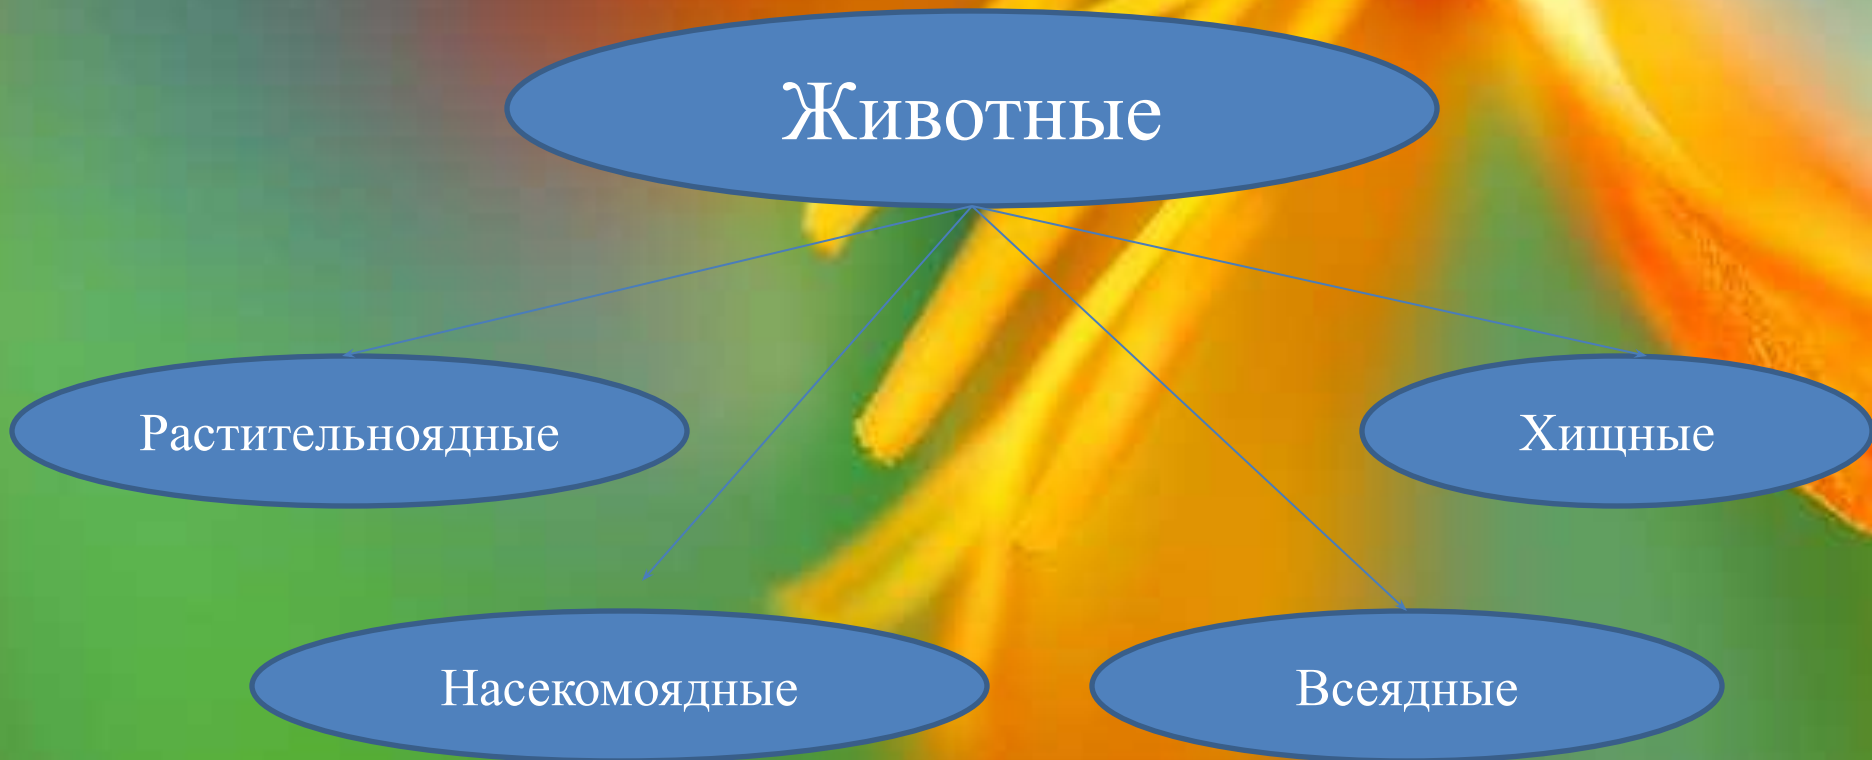 Животные
Растительноядные
Хищные
Насекомоядные
Всеядные